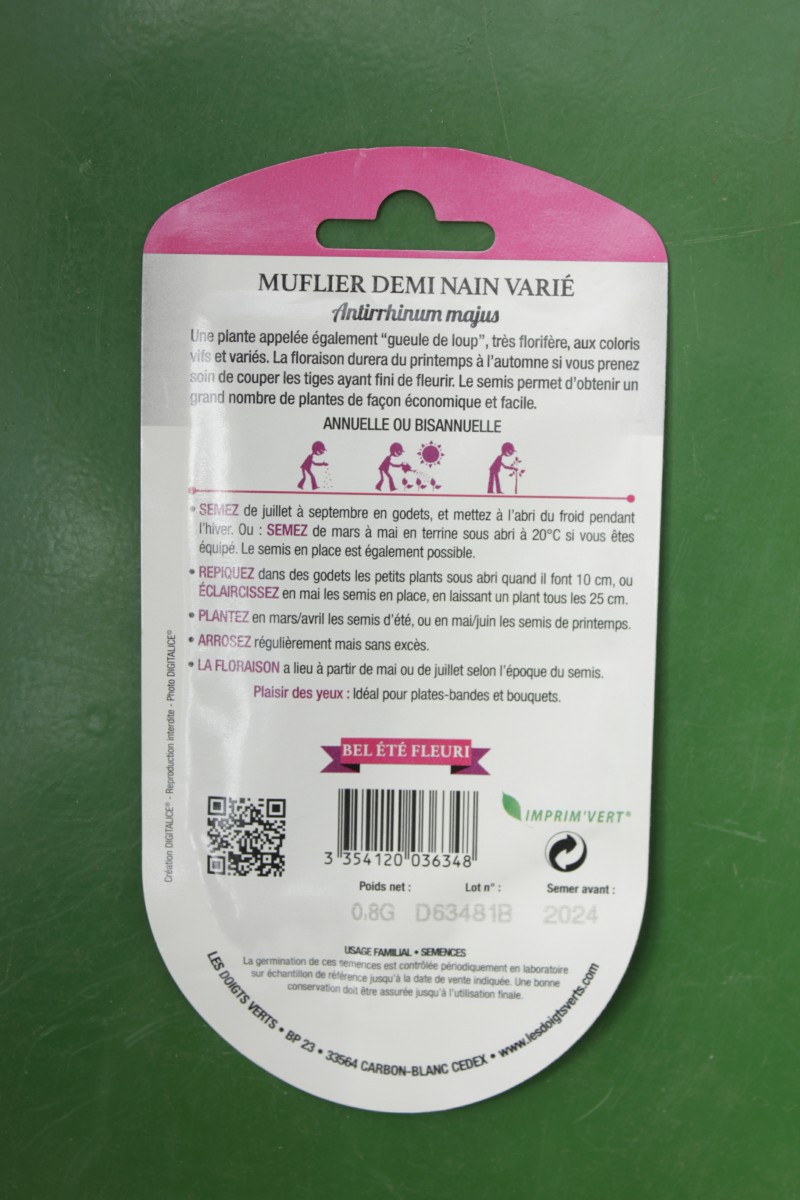 MUFLIER DEMI NAIN VARIÉ
Antirrhinum majus
Une plante appelée également “gueule de loup”, très florifère, aux coloris
vifs et variés. La floraison durera du printemps à l'automne si vous prenez
soin de couper les tiges ayant fini de fleurir. Le semis permet d'obtenir un
grand nombre de plantes de façon économique et facile.
ANNUELLE OU BISANNUELLE
• SEMEZ de juillet à septembre en godets, et mettez à l'abri du froid pendant
l'hiver. Ou : SEMEZ de mars à mai en terrine sous abri à 20°C si vous êtes
équipé. Le semis en place est également possible.
• REPIQUEZ dans des godets les petits plants sous abri quand il font 10 cm, ou
ÉCLAIRCISSEZ en mai les semis en place, en laissant un plant tous les 25 cm.
• PLANTEZ en mars/avril les semis d'été, ou en mai/juin les semis de printemps.
• ARROSEZ régulièrement mais sans excès.
• LA FLORAISON a lieu à partir de mai ou de juillet selon l'époque du semis.
Plaisir des yeux : Idéal pour plates-bandes et bouquets.
Création DIGITALICE® - Reproduction interdite - Photo DIGITALICE®
BEL ÉTÉ FLEURI
IMPRIM'VERT®
3 354120 036348
Poids net : Lot n° : Semer avant :
0,8G D63481B 2024
USAGE FAMILIAL • SEMENCES
La germination de ces semences est contrôlée périodiquement en laboratoire
sur échantillon de référence jusqu'à la date de vente indiquée. Une bonne
conservation doit être assurée jusqu'à l'utilisation finale.
LES DOIGTS VERTS • BP 23 • 33564 CARBON-BLANC CEDEX • www.lesdoigtsverts.com